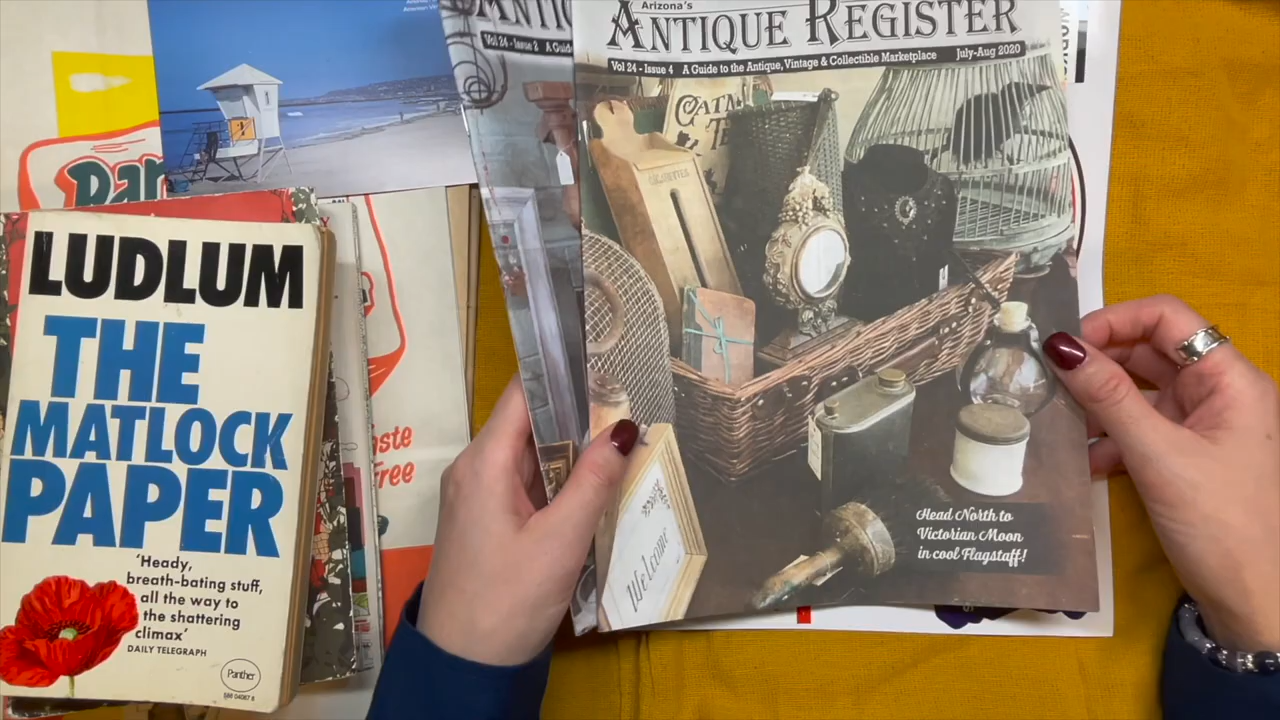 Arizona's
ANTIQUE REGISTER
Vol 24 - Issue 4 A Guide to the Antique, Vintage & Collectible Marketplace July-Aug 2020
Vol 24 - Issue 2 A Guide
CIGARETTES
Welcome
Head North to
Victorian Moon
in cool Flagstaff!
LUDLUM
THE
MATLOCK
PAPER
'Heady,
breath-bating stuff,
all the way to
the shattering
climax'
DAILY TELEGRAPH
Panther
aste
Free